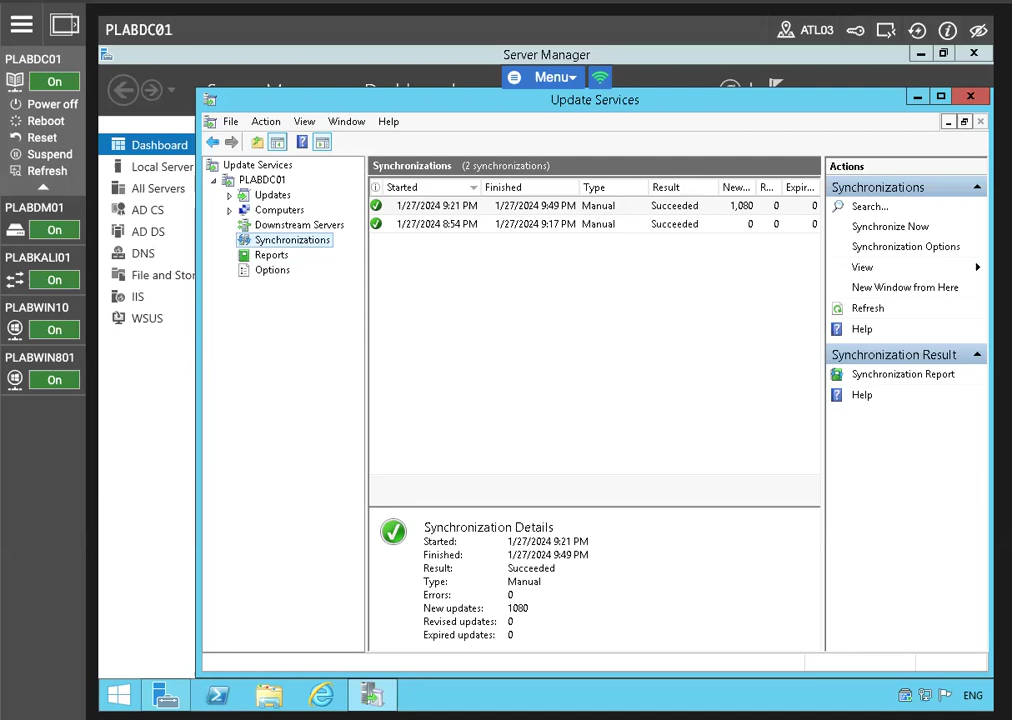 PLABDC01
ATL03
PLABDC01
On
Power off
Reboot
Reset
Suspend
Refresh
PLABDM01
On
PLABKALI01
On
PLABWIN10
On
PLABWIN801
On
Server Manager
Menu
Dashboard
Local Server
All Servers
AD CS
AD DS
DNS
File and Stor
IIS
WSUS
Update Services
File Action View Window Help
Update Services
PLABDC01
Updates
Computers
Downstream Servers
Synchronizations
Reports
Options
Synchronizations (2 synchronizations)
Started Finished Type Result New... R... Expir...
1/27/2024 9:21 PM 1/27/2024 9:49 PM Manual Succeeded 1,080 0 0
1/27/2024 8:54 PM 1/27/2024 9:17 PM Manual Succeeded 0 0 0
Synchronization Details
Started: 1/27/2024 9:21 PM
Finished: 1/27/2024 9:49 PM
Result: Succeeded
Type: Manual
Errors: 0
New updates: 1080
Revised updates: 0
Expired updates: 0
Actions
Synchronizations
Search...
Synchronize Now
Synchronization Options
View
New Window from Here
Refresh
Help
Synchronization Result
Synchronization Report
Help
ENG